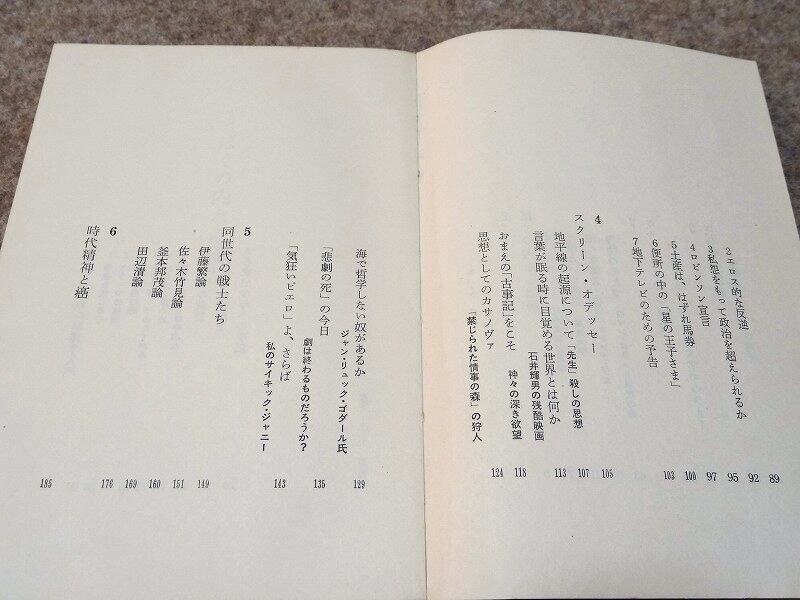 2エロス的な反逆 89
3私怨をもって政治を超えられるか 92
4ロビンソン宣言 95
5土産は、はずれ馬券 97
6便所の中の「星の王子さま」 100
7地下テレビのための予告 103
4
スクリーン・オデッセー 105
地平線の起源について「先生」殺しの思想 107
言葉が眠る時に目覚める世界とは何か 石井輝男の残酷映画 113
おまえの「古事記」をこそ 神々の深き欲望 118
思想としてのカサノヴァ 「禁じられた情事の森」の狩人 124
海で哲学しない奴があるか ジャン・リュック・ゴダール氏 129
「悲劇の死」の今日 劇は終わるものだろうか? 135
「気狂いピエロ」よ、さらば 私のサイキック・ジャニー 143
5
同世代の戦士たち 149
伊藤繁論 151
佐々木竹見論 160
釜本邦茂論 169
田辺清論 176
6
時代精神と癌 185